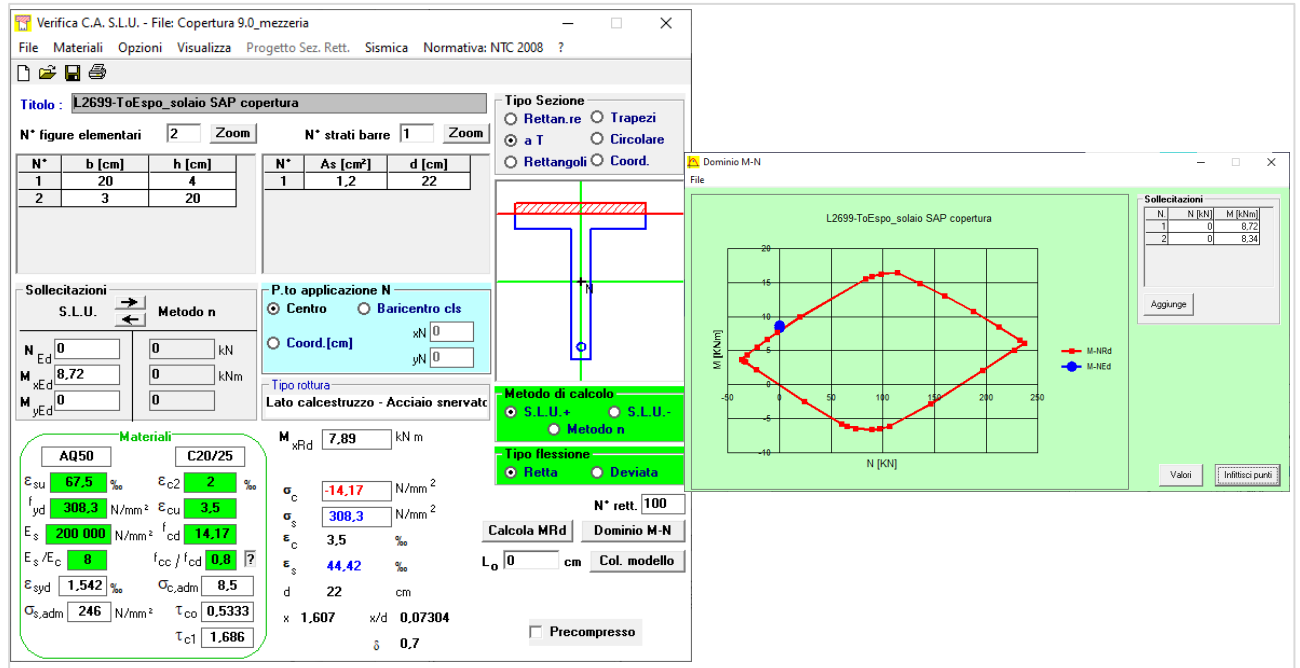 Verifica C.A. S.L.U. - File: Copertura 9.0_mezzeria
File Materiali Opzioni Visualizza Progetto Sez. Rett. Sismica Normativa: NTC 2008 ?
Titolo : L2699-ToEspo_solaio SAP copertura
N° figure elementari 2 Zoom N° strati barre 1 Zoom
N° b [cm] h [cm]
1 20 4
2 3 20
N° As [cm²] d [cm]
1 1,2 22
Tipo Sezione
Rettan.re Trapezi
a T Circolare
Rettangoli Coord.
N
Sollecitazioni
S.L.U. Metodo n
N Ed 0 0 kN
M xEd 8,72 0 kNm
M yEd 0 0
P.to applicazione N
Centro Baricentro cls
Coord.[cm] xN 0
yN 0
Tipo rottura
Lato calcestruzzo - Acciaio snervato
Metodo di calcolo
S.L.U.+ S.L.U.-
Metodo n
Tipo flessione
Retta Deviata
Materiali
AQ50 C20/25
εsu 67,5 ‰ εc2 2 ‰
fyd 308,3 N/mm² εcu 3,5
Es 200 000 N/mm² fcd 14,17
Es/Ec 8 fcc / fcd 0,8 ?
εsyd 1,542 ‰ σc,adm 8,5
σs,adm 246 N/mm² τco 0,5333
τc1 1,686
M xRd 7,89 kN m
σc -14,17 N/mm²
σs 308,3 N/mm²
εc 3,5 ‰
εs 44,42 ‰
d 22 cm
x 1,607 x/d 0,07304
δ 0,7
N° rett. 100
Calcola MRd Dominio M-N
L₀ 0 cm Col. modello
Precompresso
Dominio M-N
File
L2699-ToEspo_solaio SAP copertura
20
15
10
5
0
-5
-10
-50 0 50 100 150 200 250
M [KNm]
N [KN]
M-NRd
M-NEd
Sollecitazioni
N. N [kN] M [kNm]
1 0 8,72
2 0 8,34
Aggiunge
Valori Infittisci punti